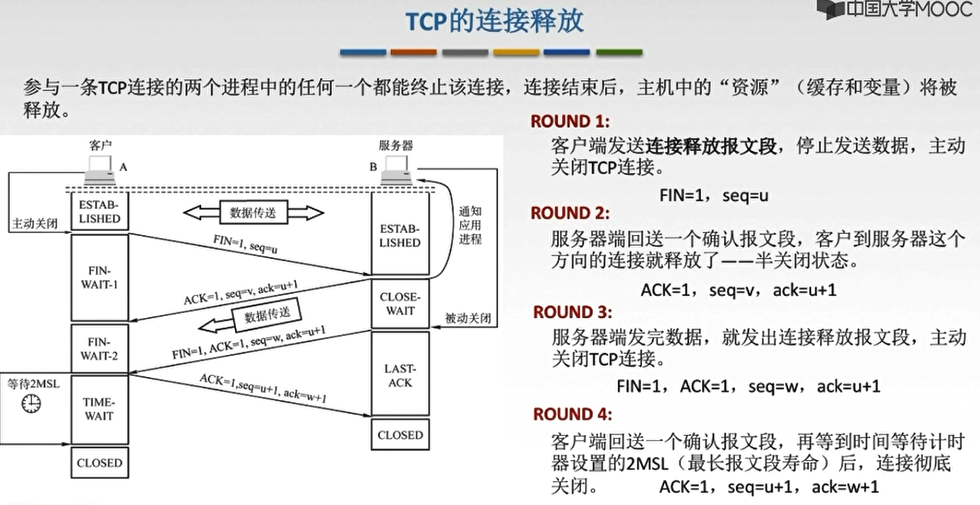 中国大学MOOC
TCP的连接释放
参与一条TCP连接的两个进程中的任何一个都能终止该连接，连接结束后，主机中的“资源”（缓存和变量）将被
释放。
客户
A
服务器
B
主动关闭
ESTAB-
LISHED
数据传送
ESTAB-
LISHED
通知
应用
进程
FIN=1, seq=u
FIN-
WAIT-1
ACK=1, seq=v, ack=u+1
CLOSE-
WAIT
数据传送
被动关闭
FIN=1, ACK=1, seq=w, ack=u+1
FIN-
WAIT-2
LAST-
ACK
等待2MSL
ACK=1,seq=u+1, ack=w+1
TIME-
WAIT
CLOSED
CLOSED
ROUND 1:
客户端发送连接释放报文段，停止发送数据，主动
关闭TCP连接。
FIN=1，seq=u
ROUND 2:
服务器端回送一个确认报文段，客户到服务器这个
方向的连接就释放了——半关闭状态。
ACK=1，seq=v，ack=u+1
ROUND 3:
服务器端发完数据，就发出连接释放报文段，主动
关闭TCP连接。
FIN=1，ACK=1，seq=w，ack=u+1
ROUND 4:
客户端回送一个确认报文段，再等到时间等待计时
器设置的2MSL（最长报文段寿命）后，连接彻底
关闭。 ACK=1，seq=u+1，ack=w+1